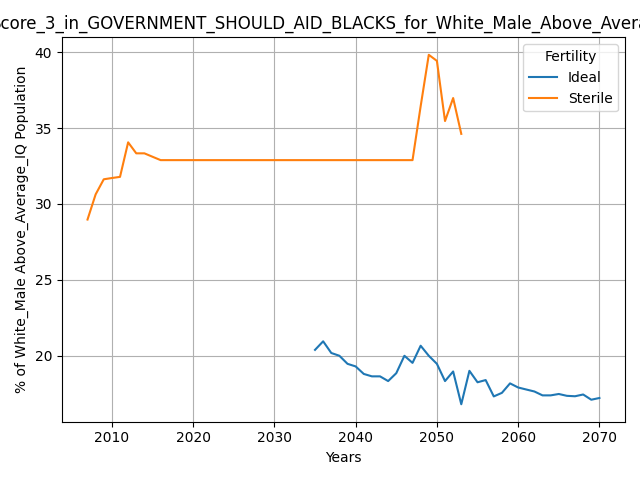 core_3_in_GOVERNMENT_SHOULD_AID_BLACKS_for_White_Male_Above_Avera
Fertility
Ideal
Sterile
% of White_Male Above_Average_IQ Population
40
35
30
25
20
2010 2020 2030 2040 2050 2060 2070
Years